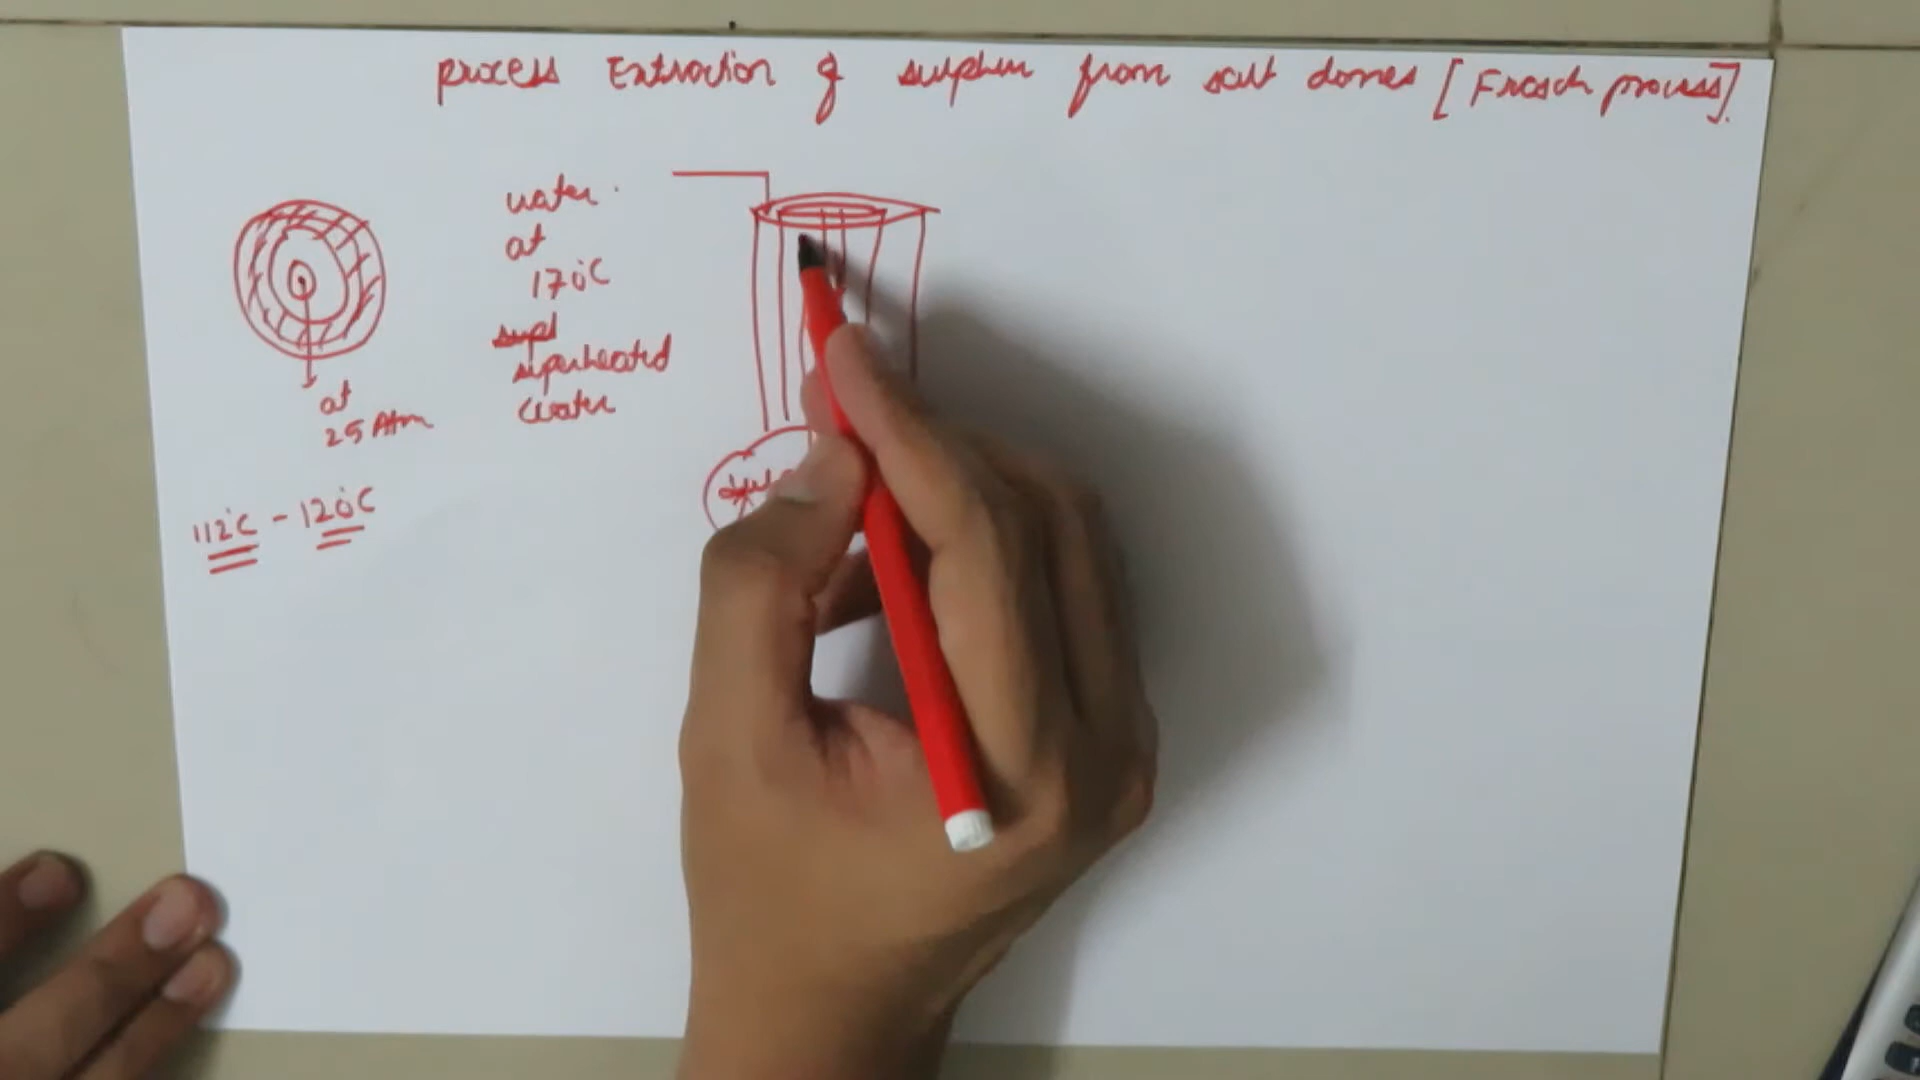 process Extraction of sulphur from salt domes [Frasch process].
water
at
170°C
supl
superheated
water
at
25 Atm
112°C - 120°C